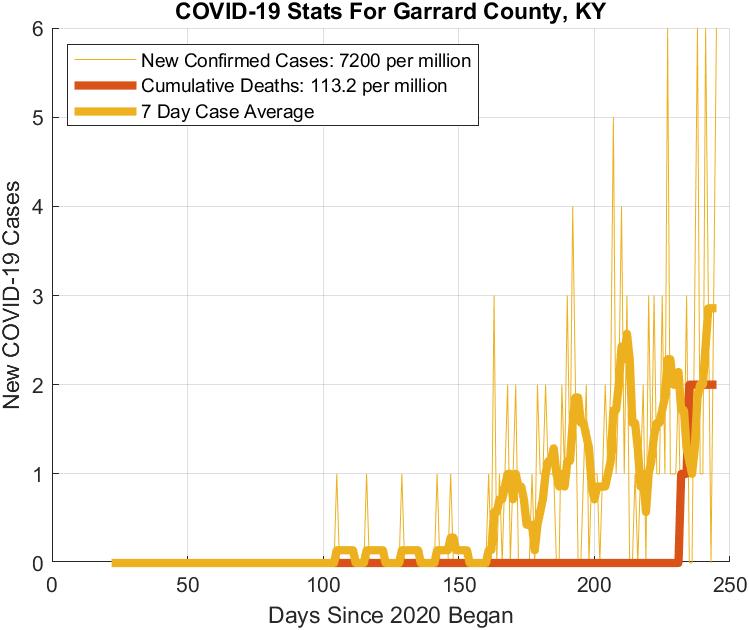 COVID-19 Stats For Garrard County, KY
New Confirmed Cases: 7200 per million
Cumulative Deaths: 113.2 per million
7 Day Case Average
New COVID-19 Cases
6
5
4
3
2
1
0
0 50 100 150 200 250
Days Since 2020 Began